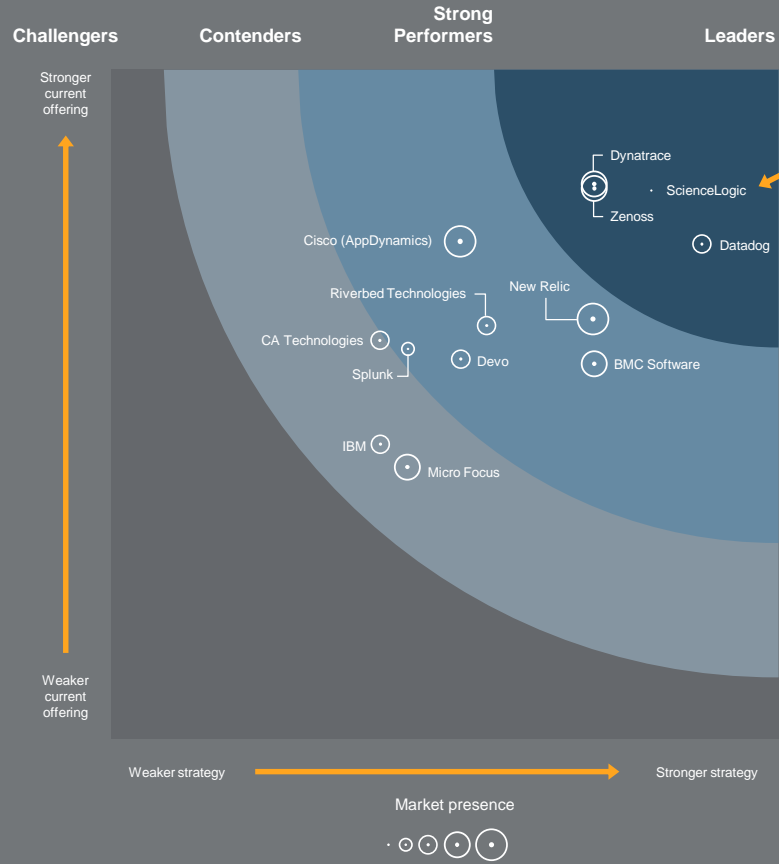 Strong
Challengers
Contenders
Performers
Leaders
Stronger
current
offering
Dynatrace
ScienceLogic
Zenoss
Cisco (AppDynamics)
Datadog
New Relic
Riverbed Technologies
CA Technologies
Splunk
Devo
BMC Software
IBM
Micro Focus
Weaker
current
offering
Weaker strategy
Stronger strategy
Market presence